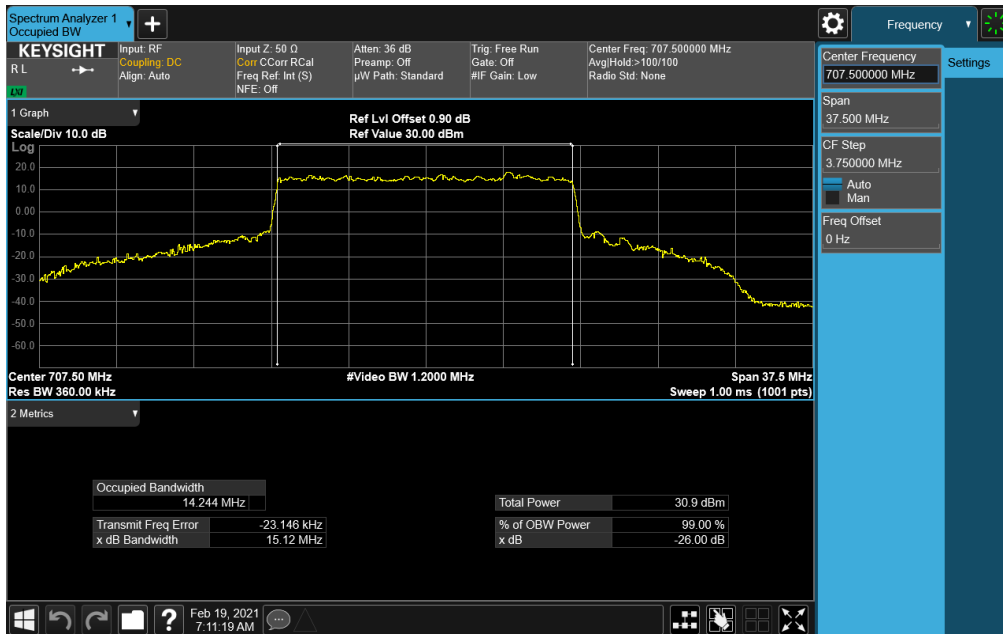 Spectrum Analyzer 1
Occupied BW
+
Frequency
KEYSIGHT
R L
LXI
Input: RF
Coupling: DC
Align: Auto
Input Z: 50 Ω
Corr CCorr RCal
Freq Ref: Int (S)
NFE: Off
Atten: 36 dB
Preamp: Off
µW Path: Standard
Trig: Free Run
Gate: Off
#IF Gain: Low
Center Freq: 707.500000 MHz
Avg|Hold:>100/100
Radio Std: None
Center Frequency
707.500000 MHz
Settings
Span
37.500 MHz
CF Step
3.750000 MHz
Auto
Man
Freq Offset
0 Hz
1 Graph
Scale/Div 10.0 dB
Ref Lvl Offset 0.90 dB
Ref Value 30.00 dBm
Log
20.0
10.0
0.00
-10.0
-20.0
-30.0
-40.0
-50.0
-60.0
Center 707.50 MHz
#Video BW 1.2000 MHz
Span 37.5 MHz
Res BW 360.00 kHz
Sweep 1.00 ms (1001 pts)
2 Metrics
Occupied Bandwidth
14.244 MHz
Total Power 30.9 dBm
Transmit Freq Error -23.146 kHz
% of OBW Power 99.00 %
x dB Bandwidth 15.12 MHz
x dB -26.00 dB
?
Feb 19, 2021
7:11:19 AM